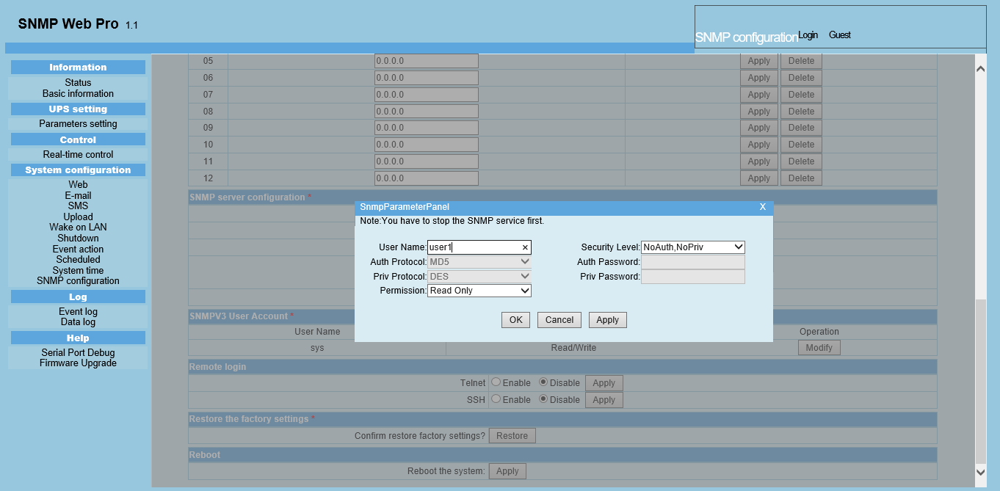 SNMP Web Pro 1.1
SNMP configuration Login Guest
Information
Status
Basic information
UPS setting
Parameters setting
Control
Real-time control
System configuration
Web
E-mail
SMS
Upload
Wake on LAN
Shutdown
Event action
Scheduled
System time
SNMP configuration
Log
Event log
Data log
Help
Serial Port Debug
Firmware Upgrade
05 0.0.0.0 Apply Delete
06 0.0.0.0 Apply Delete
07 0.0.0.0 Apply Delete
08 0.0.0.0 Apply Delete
09 0.0.0.0 Apply Delete
10 0.0.0.0 Apply Delete
11 0.0.0.0 Apply Delete
12 0.0.0.0 Apply Delete
SNMP server configuration *
SnmpParameterPanel X
Note:You have to stop the SNMP service first.
User Name: user1 × Security Level: NoAuth,NoPriv
Auth Protocol: MD5 Auth Password:
Priv Protocol: DES Priv Password:
Permission: Read Only
OK Cancel Apply
SNMPV3 User Account *
User Name Operation
sys Read/Write Modify
Remote login
Telnet Enable Disable Apply
SSH Enable Disable Apply
Restore the factory settings *
Confirm restore factory settings? Restore
Reboot
Reboot the system: Apply